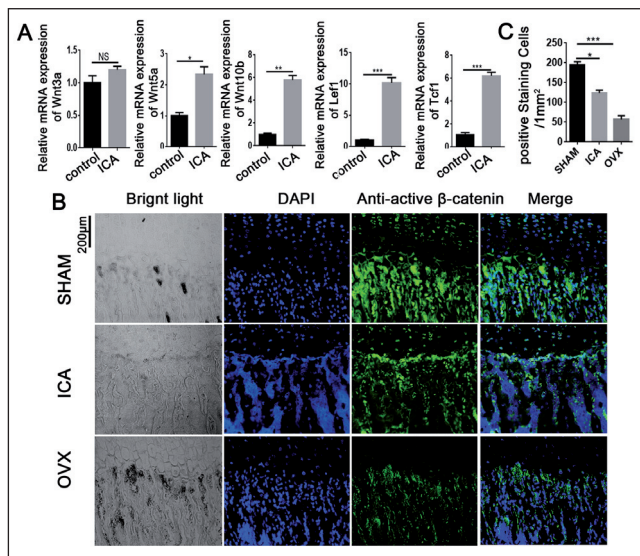 A
Relative mRNA expression
of Wnt3a
1.5
1.0
0.5
0.0
NS
control
ICA
Relative mRNA expression
of Wnt5a
3
2
1
0
*
control
ICA
Relative mRNA expression
of Wnt10b
8
6
4
2
0
**
control
ICA
Relative mRNA expression
of Lef1
15
10
5
0
***
control
ICA
Relative mRNA expression
of Tcf1
8
6
4
2
0
***
control
ICA
C
positive Staining Cells
/1mm²
250
200
150
100
50
0
***
*
SHAM
ICA
OVX
B
Brignt light
DAPI
Anti-active β-catenin
Merge
200μm
SHAM
ICA
OVX